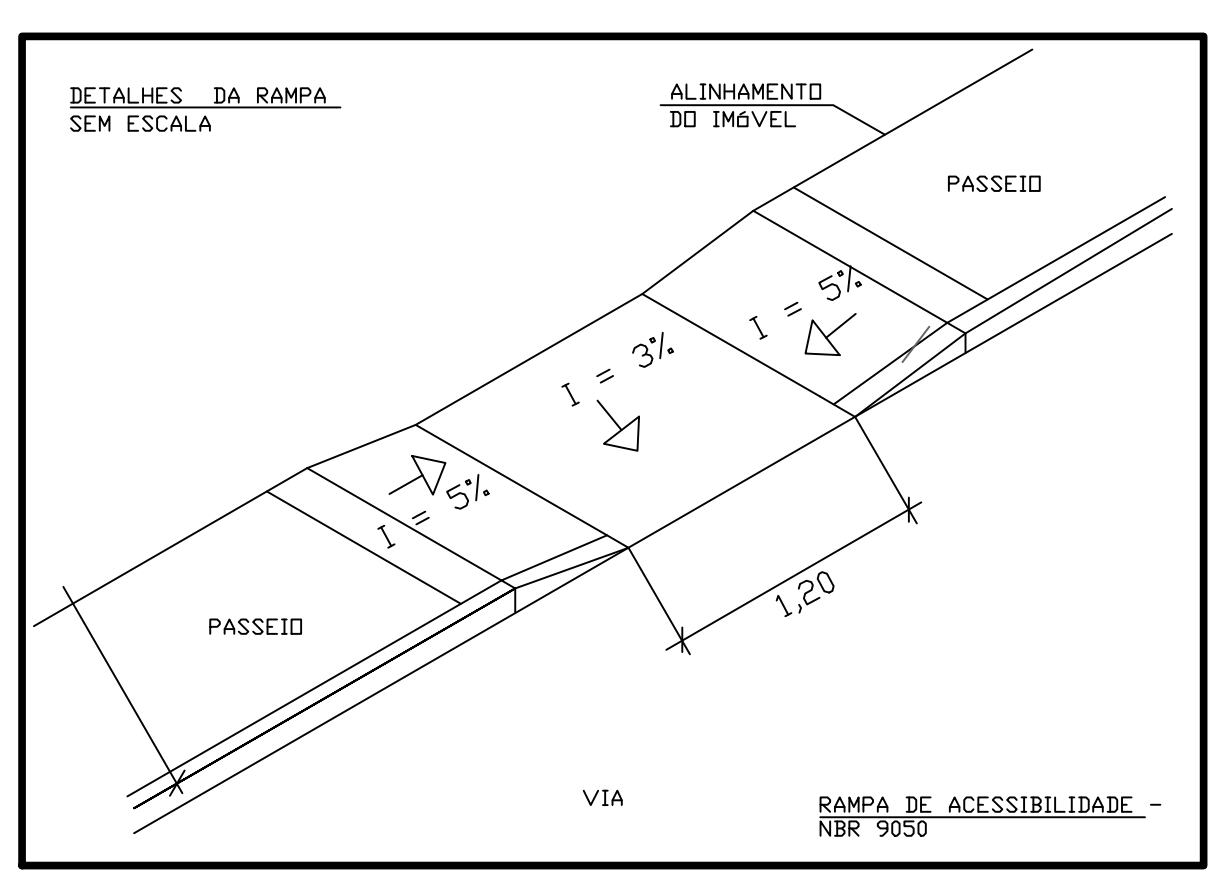 DETALHES DA RAMPA
SEM ESCALA
ALINHAMENTO
DO IMóVEL
PASSEIO
I = 5%
I = 3%
I = 5%
1,20
PASSEIO
VIA
RAMPA DE ACESSIBILIDADE -
NBR 9050